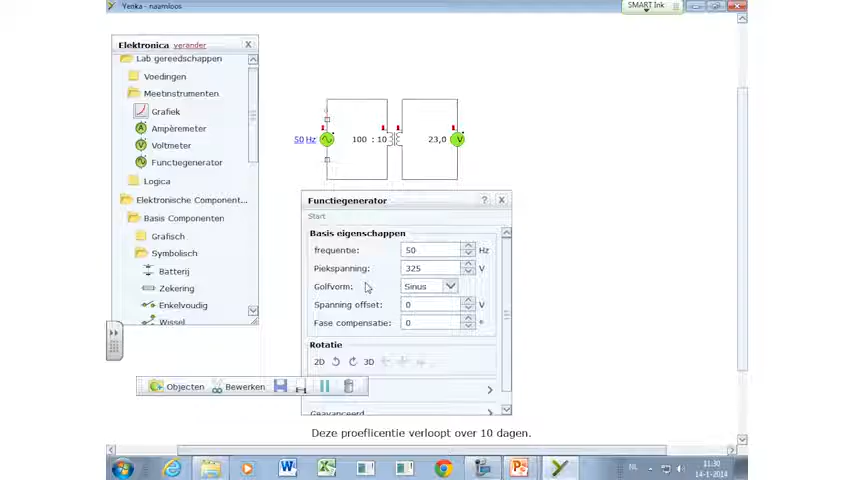 Yenka - naamloos
SMART Ink
Elektronica verander X
Lab gereedschappen
Voedingen
Meetinstrumenten
Grafiek
A Ampèremeter
V Voltmeter
Functiegenerator
Logica
Elektronische Component...
Basis Componenten
Grafisch
Symbolisch
Batterij
Zekering
Enkelvoudig
Wissel
50 Hz
100 : 10
23,0 V
Functiegenerator ? X
Start
Basis eigenschappen
frequentie: 50 Hz
Piekspanning: 325 V
Golfvorm: Sinus
Spanning offset: 0 V
Fase compensatie: 0 °
Rotatie
2D 3D
Geavanceerd
Objecten Bewerken
Deze proeflicentie verloopt over 10 dagen.
NL 11:30
14-1-2014